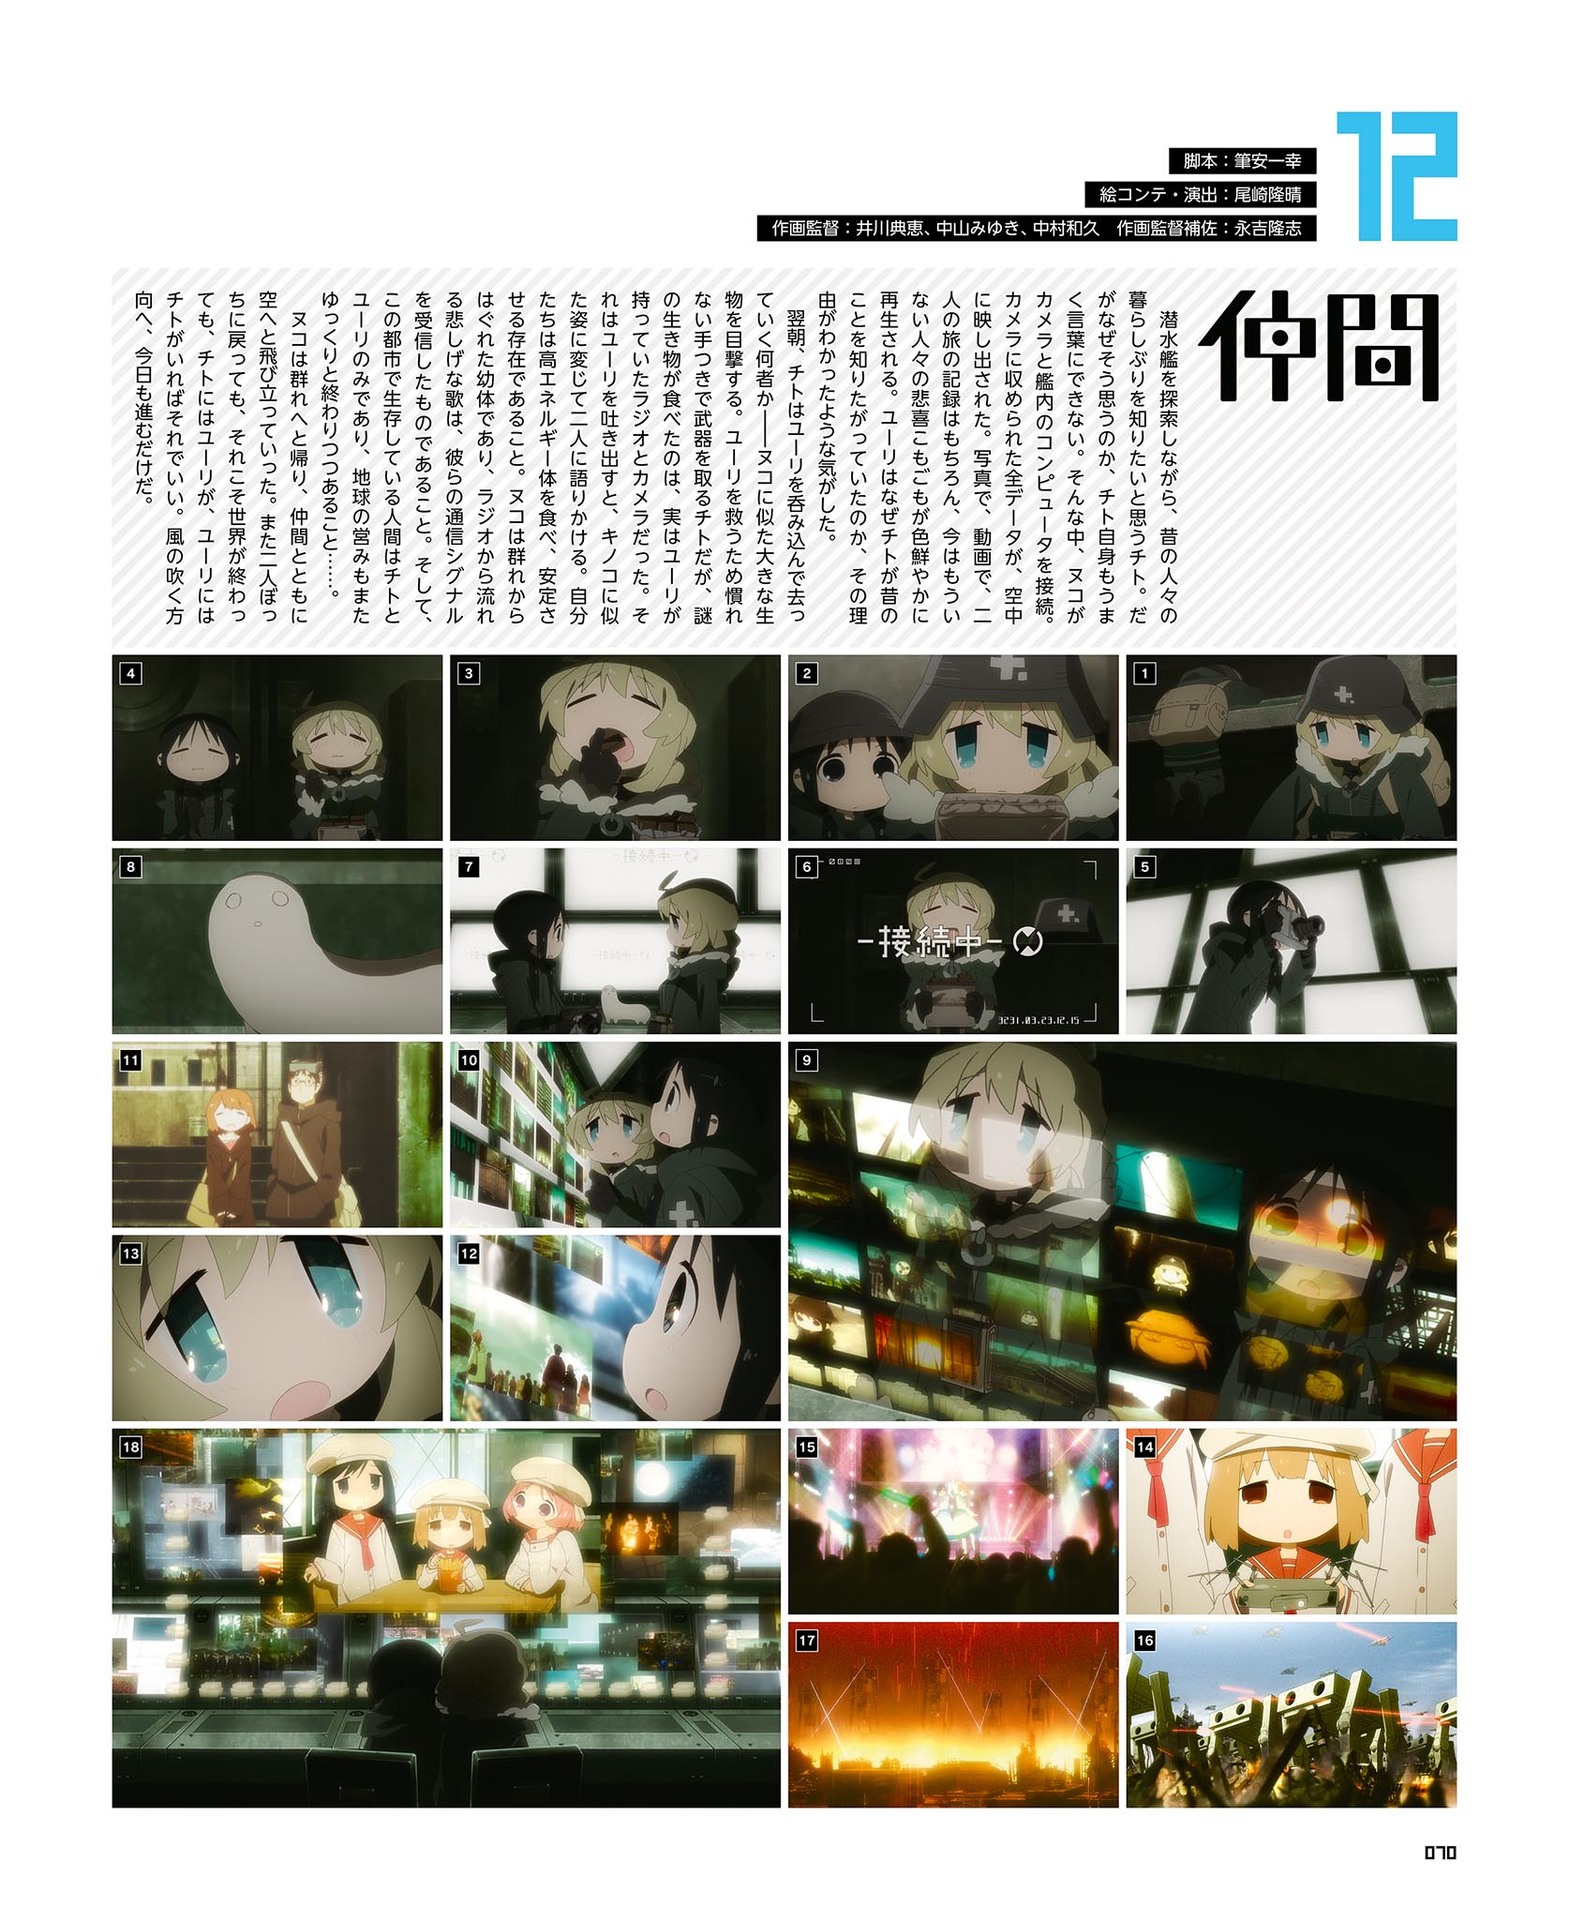 12
脚本：筆安一幸
絵コンテ・演出：尾崎隆晴
作画監督：井川典恵、中山みゆき、中村和久　作画監督補佐：永吉隆志
仲間
　潜水艦を探索しながら、昔の人々の
暮らしぶりを知りたいと思うチト。だ
がなぜそう思うのか、チト自身もうま
く言葉にできない。そんな中、ヌコが
カメラと艦内のコンピュータを接続。
カメラに収められた全データが、空中
に映し出された。写真で、動画で、二
人の旅の記録はもちろん、今はもうい
ない人々の悲喜こもごもが色鮮やかに
再生される。ユーリはなぜチトが昔の
ことを知りたがっていたのか、その理
由がわかったような気がした。
　翌朝、チトはユーリを呑み込んで去っ
ていく何者か――ヌコに似た大きな生
物を目撃する。ユーリを救うため慣れ
ない手つきで武器を取るチトだが、謎
の生き物が食べたのは、実はユーリが
持っていたラジオとカメラだった。そ
れはユーリを吐き出すと、キノコに似
た姿に変じて二人に語りかける。自分
たちは高エネルギー体を食べ、安定さ
せる存在であること。ヌコは群れから
はぐれた幼体であり、ラジオから流れ
る悲しげな歌は、彼らの通信シグナル
を受信したものであること。そして、
この都市で生存している人間はチトと
ユーリのみであり、地球の営みもまた
ゆっくりと終わりつつあること……。
　ヌコは群れへと帰り、仲間とともに
空へと飛び立っていった。また二人ぼっ
ちに戻っても、それこそ世界が終わっ
ても、チトにはユーリが、ユーリには
チトがいればそれでいい。風の吹く方
向へ、今日も進むだけだ。
1
2
3
4
5
6
-接続中-
3231.03.23.12.15
7
-接続中-
8
9
10
11
12
13
14
15
16
17
18
070